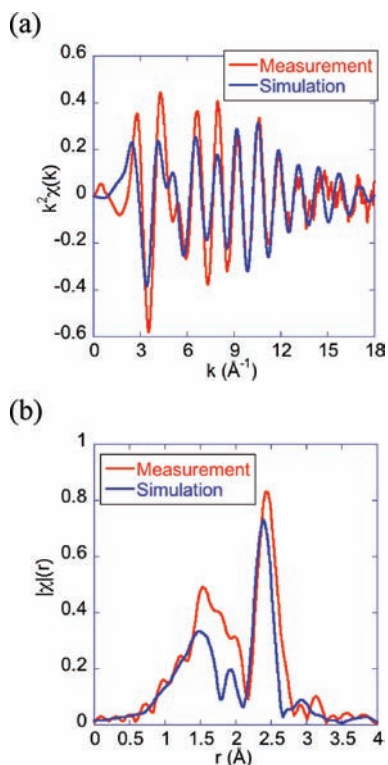 (a)
0.6
0.4
0.2
0
-0.2
-0.4
-0.6
k²χ(k)
Measurement
Simulation
0 3 6 9 12 15 18
k (Å⁻¹)
(b)
1
0.8
0.6
0.4
0.2
0
|χ|(r)
Measurement
Simulation
0 0.5 1 1.5 2 2.5 3 3.5 4
r (Å)